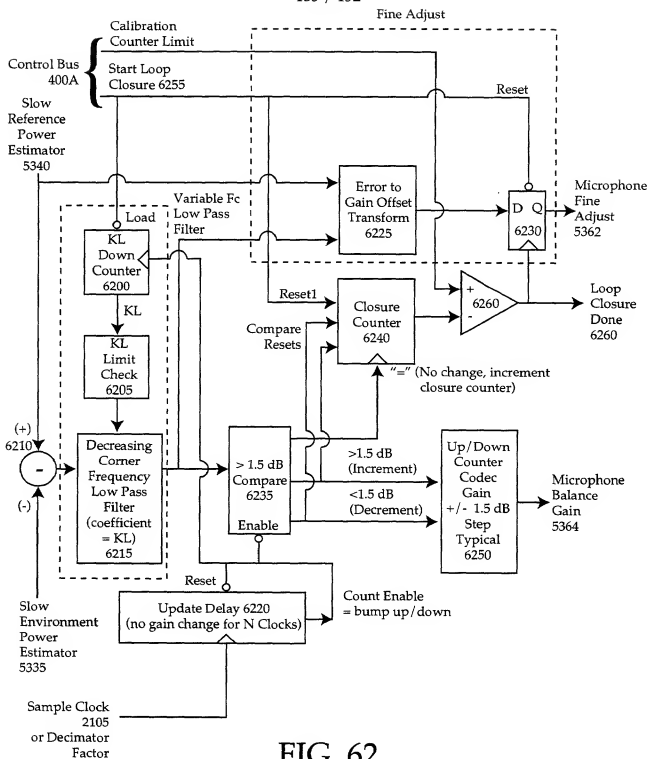 Fine Adjust
Calibration
Counter Limit
Control Bus
400A
Start Loop
Closure 6255
Reset
Slow
Reference
Power
Estimator
5340
Error to
Gain Offset
Transform
6225
D Q
6230
Microphone
Fine
Adjust
5362
Variable Fc
Low Pass
Filter
Load
KL
Down
Counter
6200
KL
KL
Limit
Check
6205
Reset1
Compare
Resets
Closure
Counter
6240
+
-
6260
Loop
Closure
Done
6260
"=" (No change, increment
closure counter)
(+)
6210
-
(-)
Decreasing
Corner
Frequency
Low Pass
Filter
(coefficient
= KL)
6215
> 1.5 dB
Compare
6235
Enable
>1.5 dB
(Increment)
<1.5 dB
(Decrement)
Up/Down
Counter
Codec
Gain
+/- 1.5 dB
Step
Typical
6250
Microphone
Balance
Gain
5364
Reset
Update Delay 6220
(no gain change for N Clocks)
Count Enable
= bump up/down
Slow
Environment
Power
Estimator
5335
Sample Clock
2105
or Decimator
Factor
FIG. 62